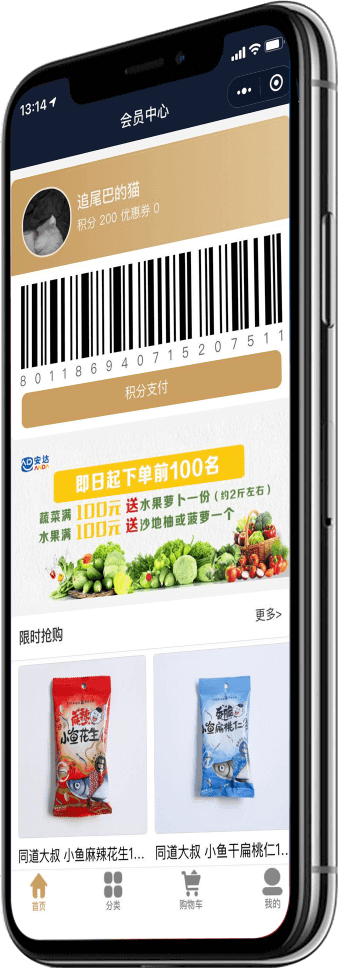 13:14
会员中心
追尾巴的猫
积分 200 优惠券 0
801186940715207511
积分支付
安达
ANDA
即日起下单前100名
蔬菜满 100元 送水果萝卜一份（约2斤左右）
水果满 100元 送沙地柚或菠萝一个
限时抢购
更多>
麻辣
小渔花生
香脆
小渔扁桃仁
同道大叔 小鱼麻辣花生1...
同道大叔 小鱼干扁桃仁1...
首页
分类
购物车
我的